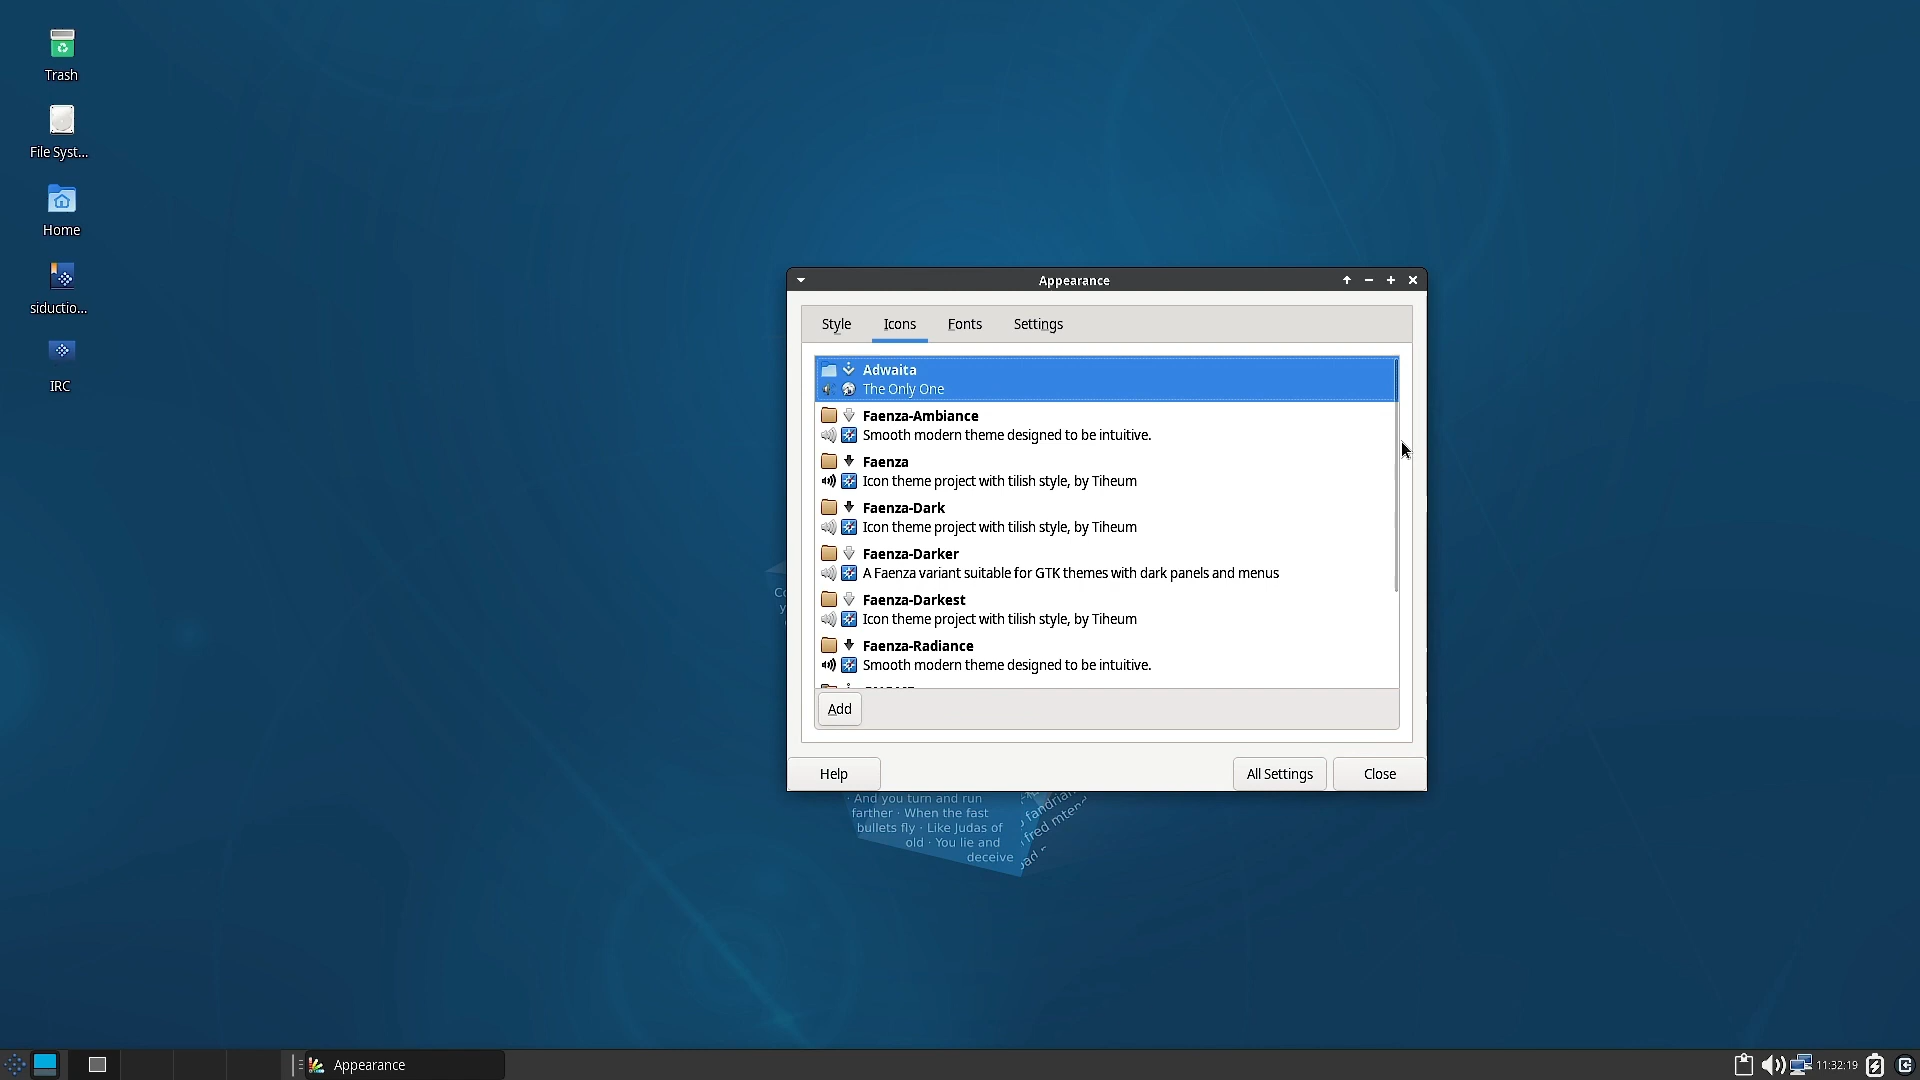 Trash
File Syst...
Home
siductio...
IRC
Appearance
Style
Icons
Fonts
Settings
Adwaita
The Only One
Faenza-Ambiance
Smooth modern theme designed to be intuitive.
Faenza
Icon theme project with tilish style, by Tiheum
Faenza-Dark
Icon theme project with tilish style, by Tiheum
Faenza-Darker
A Faenza variant suitable for GTK themes with dark panels and menus
Faenza-Darkest
Icon theme project with tilish style, by Tiheum
Faenza-Radiance
Smooth modern theme designed to be intuitive.
Add
Help
All Settings
Close
· And you turn and run
farther · When the fast
bullets fly · Like Judas of
old · You lie and
deceive
Appearance
11:32:19